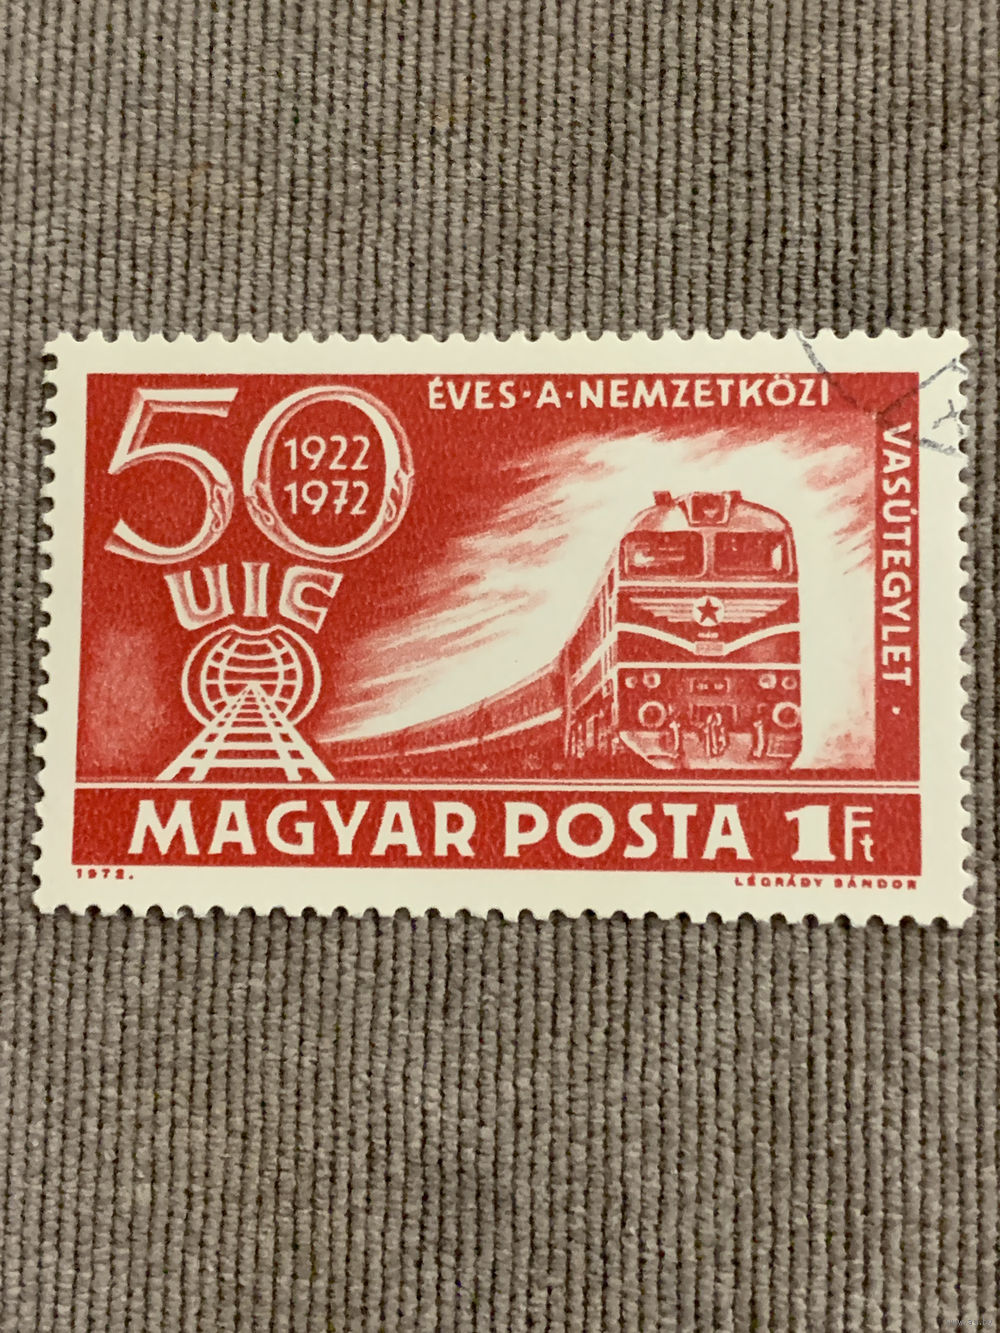 50
1922
1972
ÉVES·A·NEMZETKÖZI
VASÚTEGYLET·
UIC
MAGYAR POSTA 1Ft
1972.
LÉGRÁDY SÁNDOR